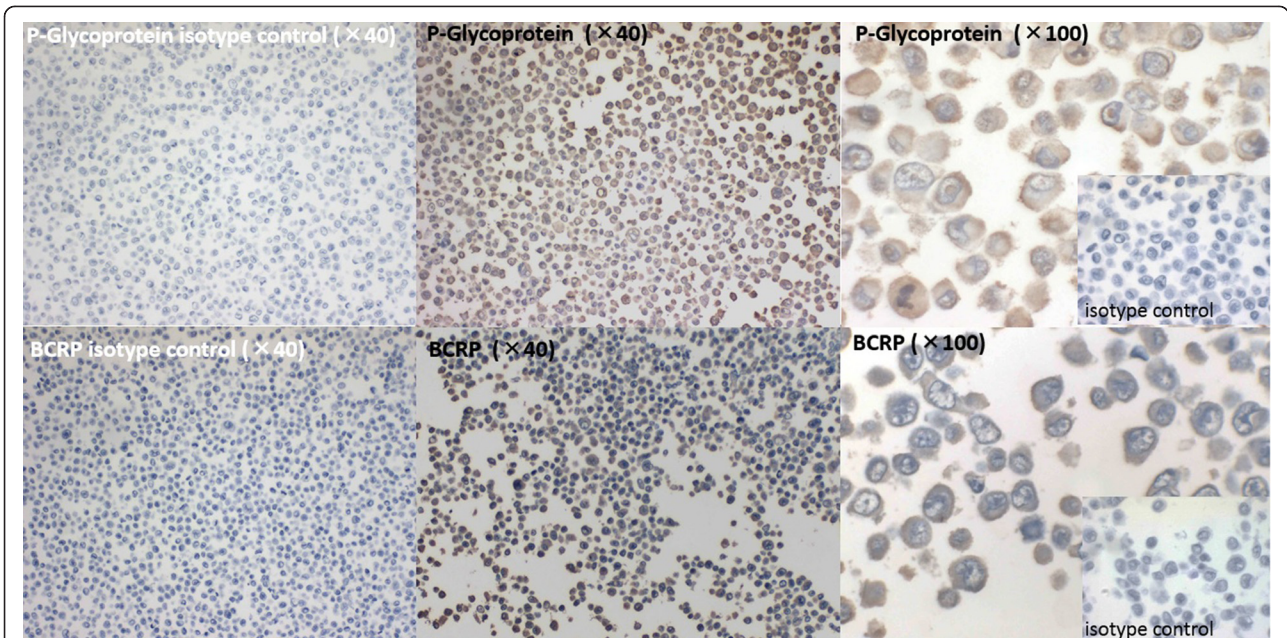 P-Glycoprotein isotype control (×40)
P-Glycoprotein (×40)
P-Glycoprotein (×100)
isotype control
BCRP isotype control (×40)
BCRP (×40)
BCRP (×100)
isotype control